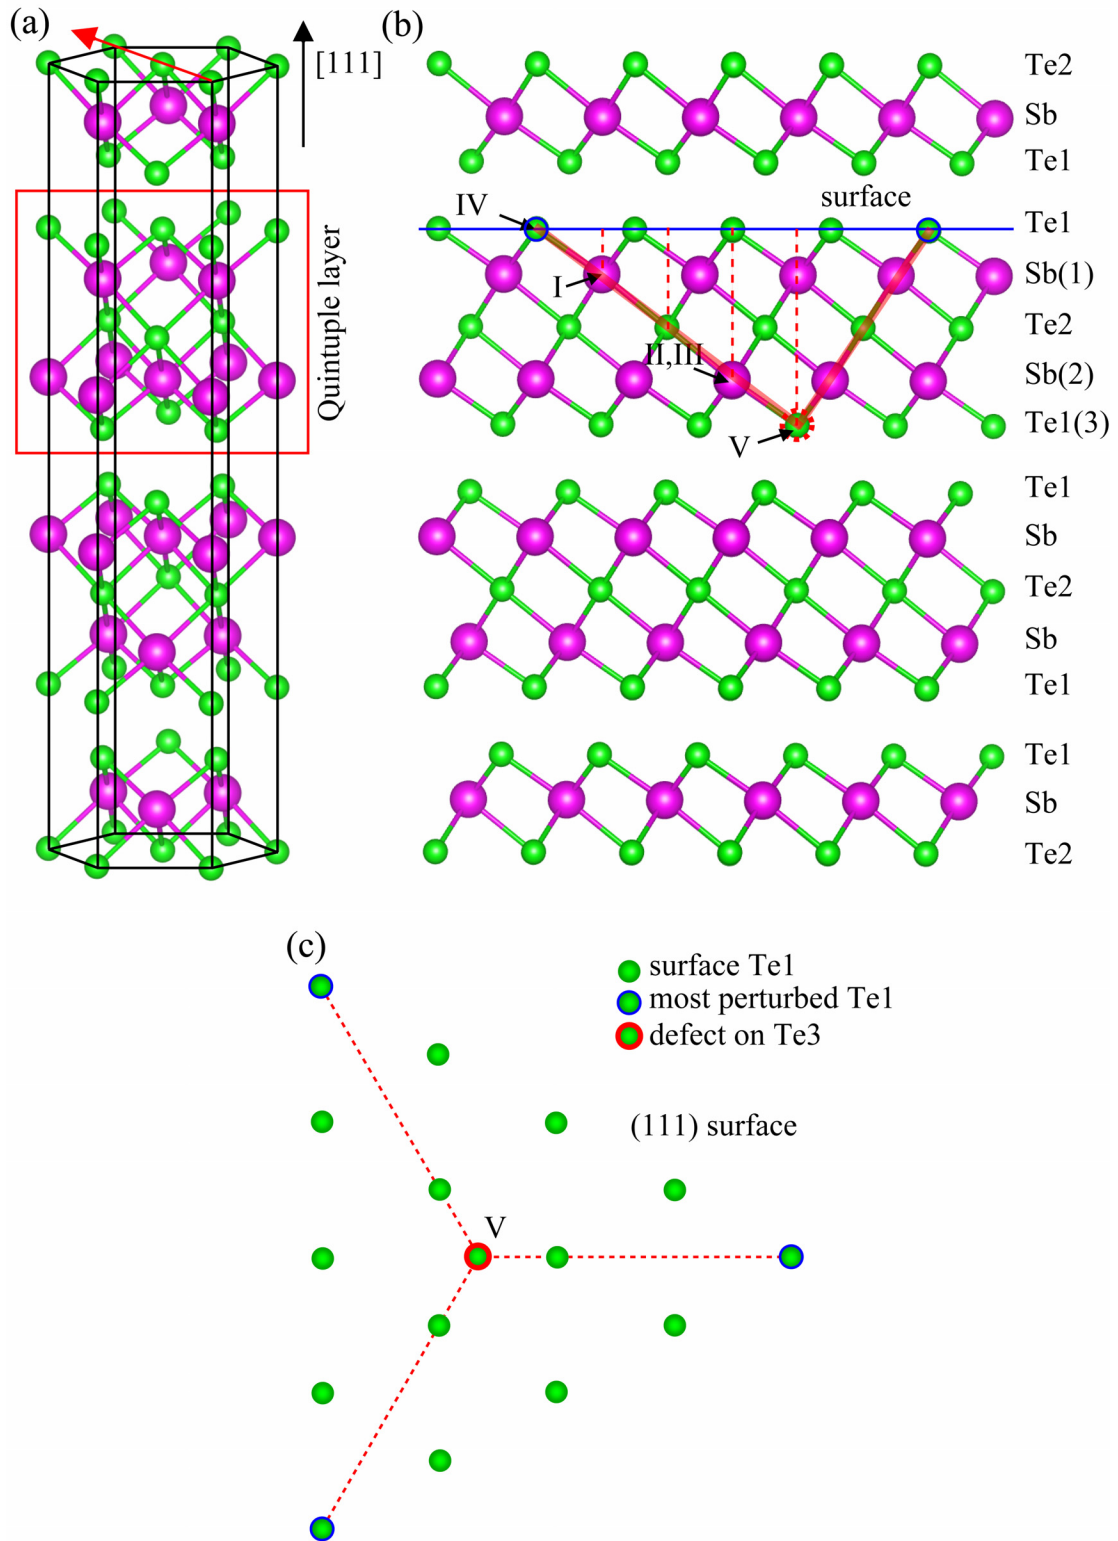 (a)
[111]
Quintuple layer
(b)
Te2
Sb
Te1
surface
IV
Te1
I
Sb(1)
Te2
II,III
Sb(2)
V
Te1(3)
Te1
Sb
Te2
Sb
Te1
Te1
Sb
Te2
(c)
surface Te1
most perturbed Te1
defect on Te3
(111) surface
V